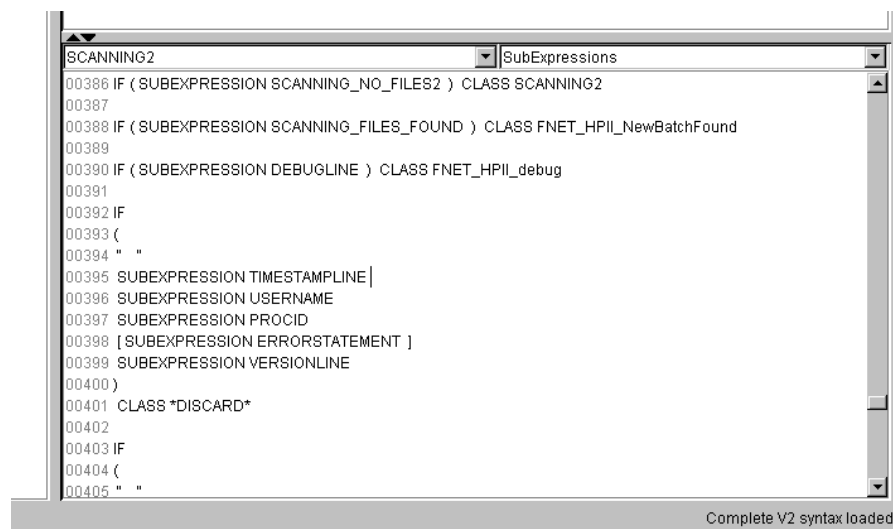 SCANNING2 SubExpressions
00386 IF ( SUBEXPRESSION SCANNING_NO_FILES2 ) CLASS SCANNING2
00387
00388 IF ( SUBEXPRESSION SCANNING_FILES_FOUND ) CLASS FNET_HPII_NewBatchFound
00389
00390 IF ( SUBEXPRESSION DEBUGLINE ) CLASS FNET_HPII_debug
00391
00392 IF
00393 (
00394 " "
00395 SUBEXPRESSION TIMESTAMPLINE
00396 SUBEXPRESSION USERNAME
00397 SUBEXPRESSION PROCID
00398 [ SUBEXPRESSION ERRORSTATEMENT ]
00399 SUBEXPRESSION VERSIONLINE
00400 )
00401 CLASS *DISCARD*
00402
00403 IF
00404 (
00405 " "
Complete V2 syntax loaded